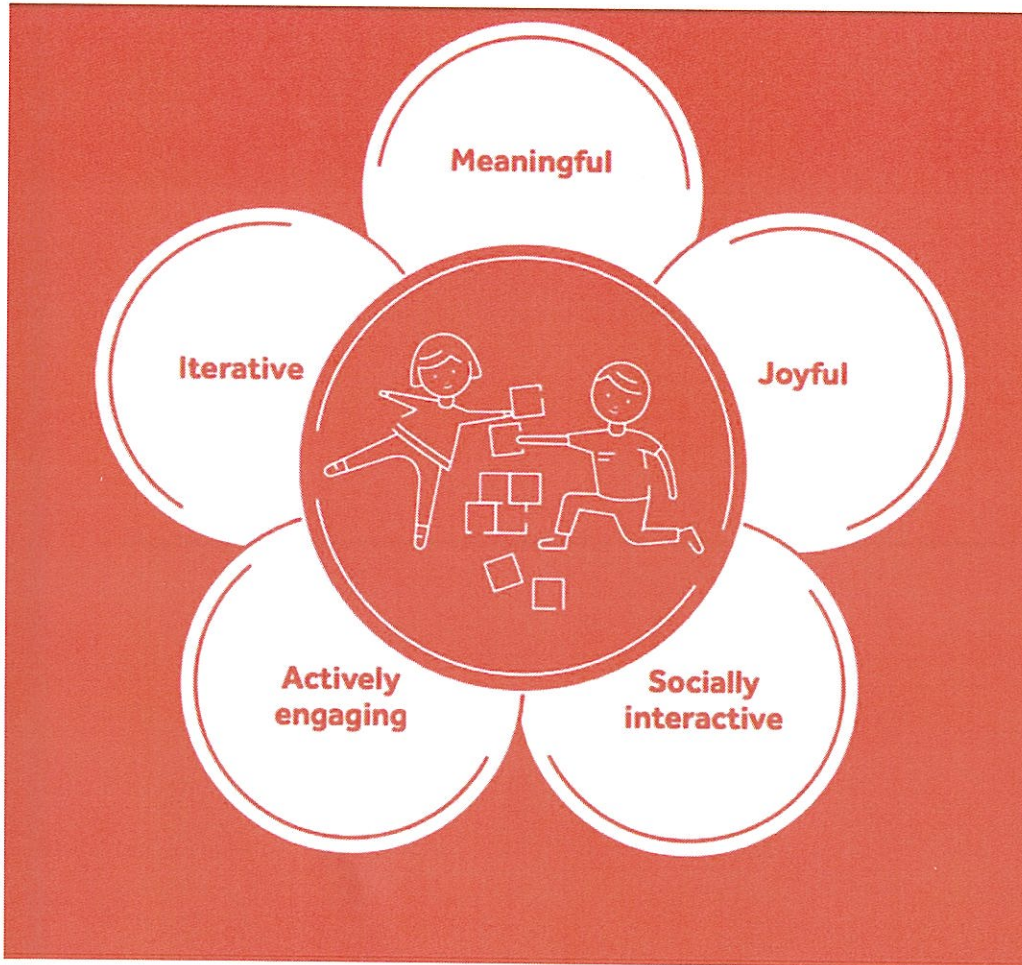 Meaningful
Iterative
Joyful
Actively
engaging
Socially
interactive